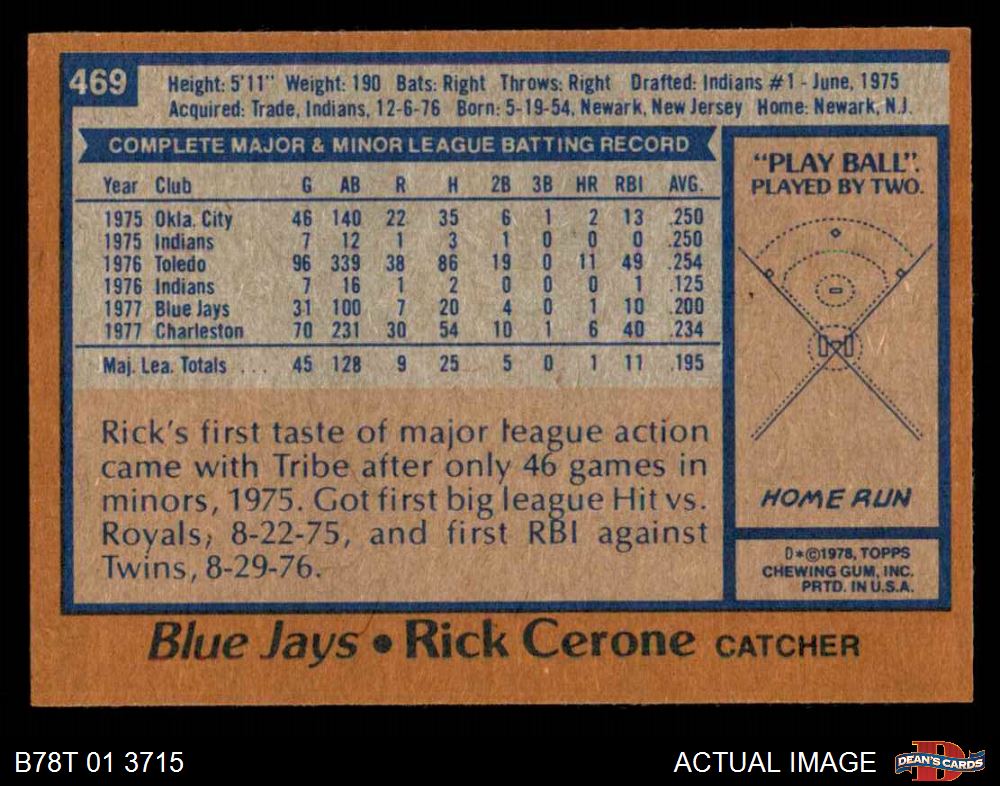 469
Height: 5'11" Weight: 190 Bats: Right Throws: Right Drafted: Indians #1 - June, 1975
Acquired: Trade, Indians, 12-6-76 Born: 5-19-54, Newark, New Jersey Home: Newark, N.J.
COMPLETE MAJOR & MINOR LEAGUE BATTING RECORD
Year Club G AB R H 2B 3B HR RBI AVG.
1975 Okla. City 46 140 22 35 6 1 2 13 .250
1975 Indians 7 12 1 3 1 0 0 0 .250
1976 Toledo 96 339 38 86 19 0 11 49 .254
1976 Indians 7 16 1 2 0 0 0 1 .125
1977 Blue Jays 31 100 7 20 4 0 1 10 .200
1977 Charleston 70 231 30 54 10 1 6 40 .234
Maj. Lea. Totals ... 45 128 9 25 5 0 1 11 .195
Rick's first taste of major league action
came with Tribe after only 46 games in
minors, 1975. Got first big league Hit vs.
Royals, 8-22-75, and first RBI against
Twins, 8-29-76.
"PLAY BALL".
PLAYED BY TWO.
HOME RUN
D*©1978, TOPPS
CHEWING GUM, INC.
PRTD. IN U.S.A.
Blue Jays • Rick Cerone CATCHER
B78T 01 3715
ACTUAL IMAGE
D
DEAN'S CARDS